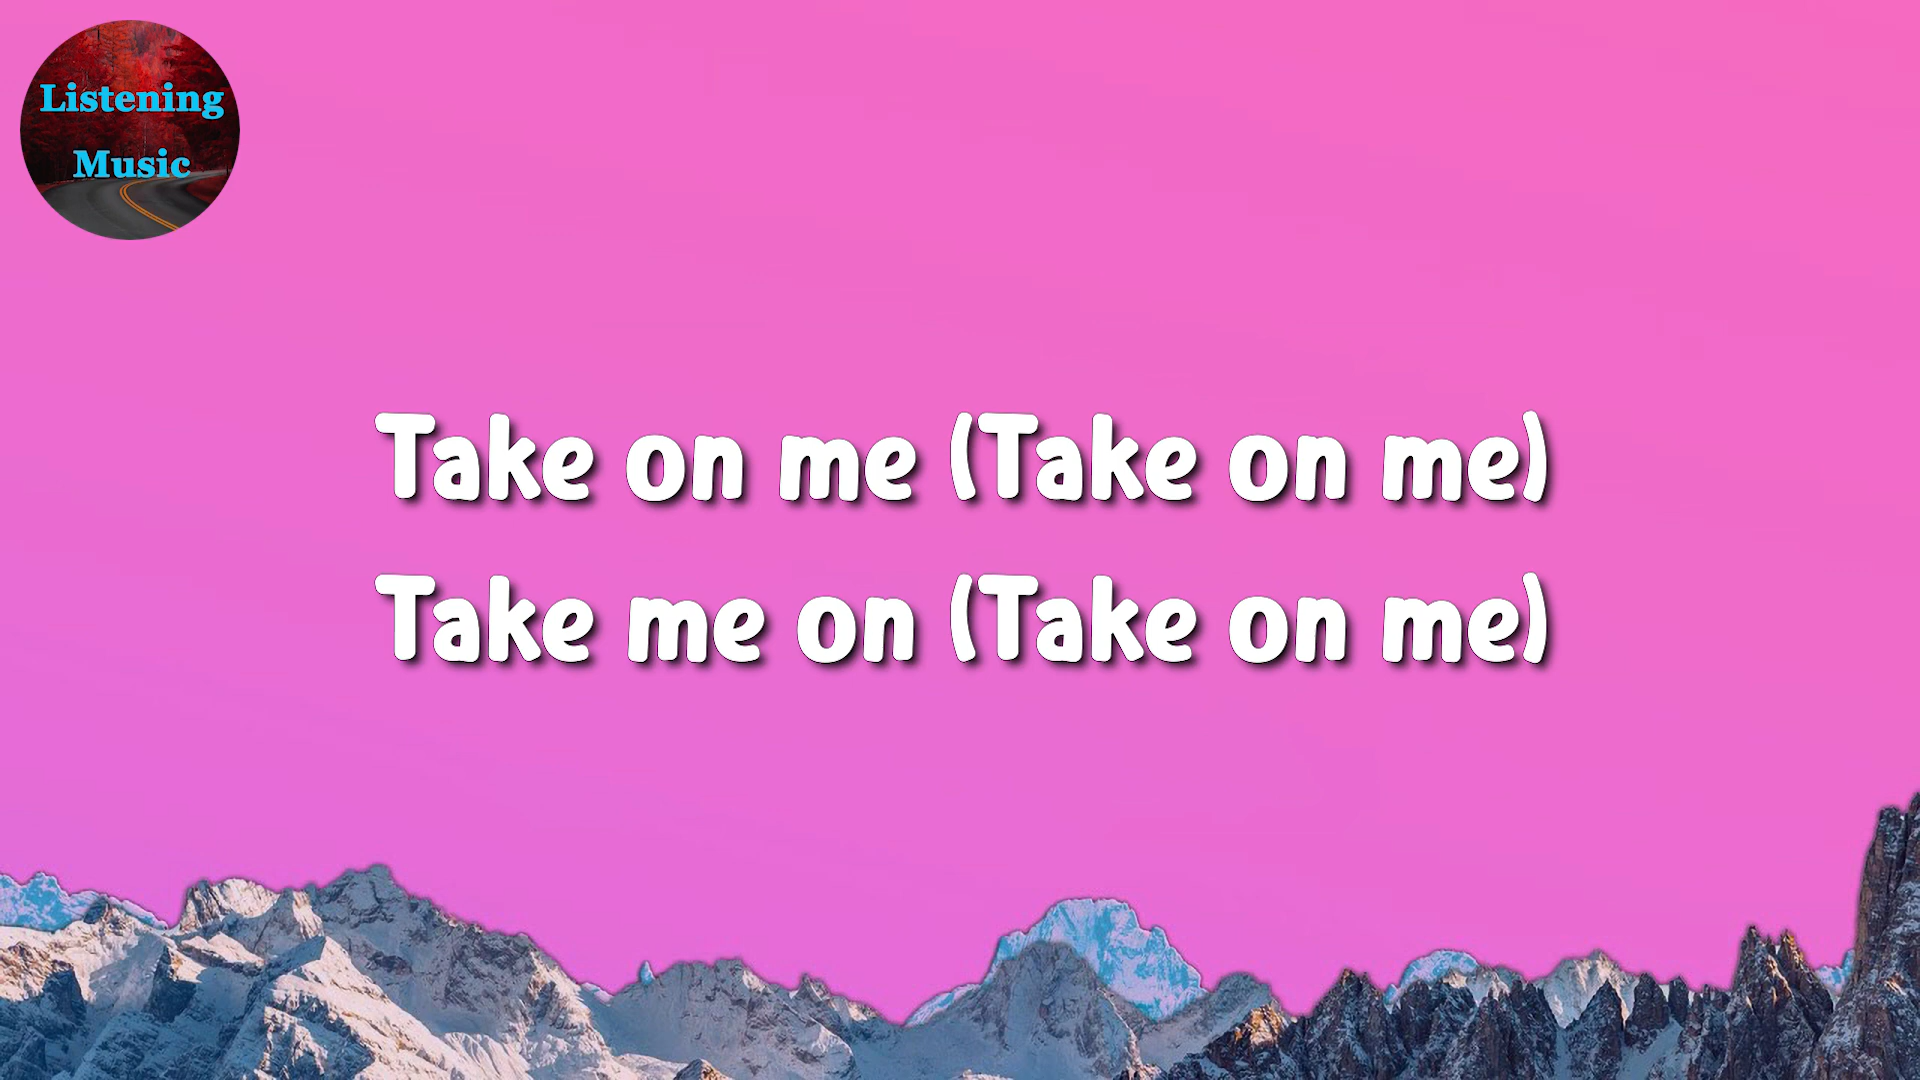 Listening
Music
Take on me (Take on me)
Take me on (Take on me)